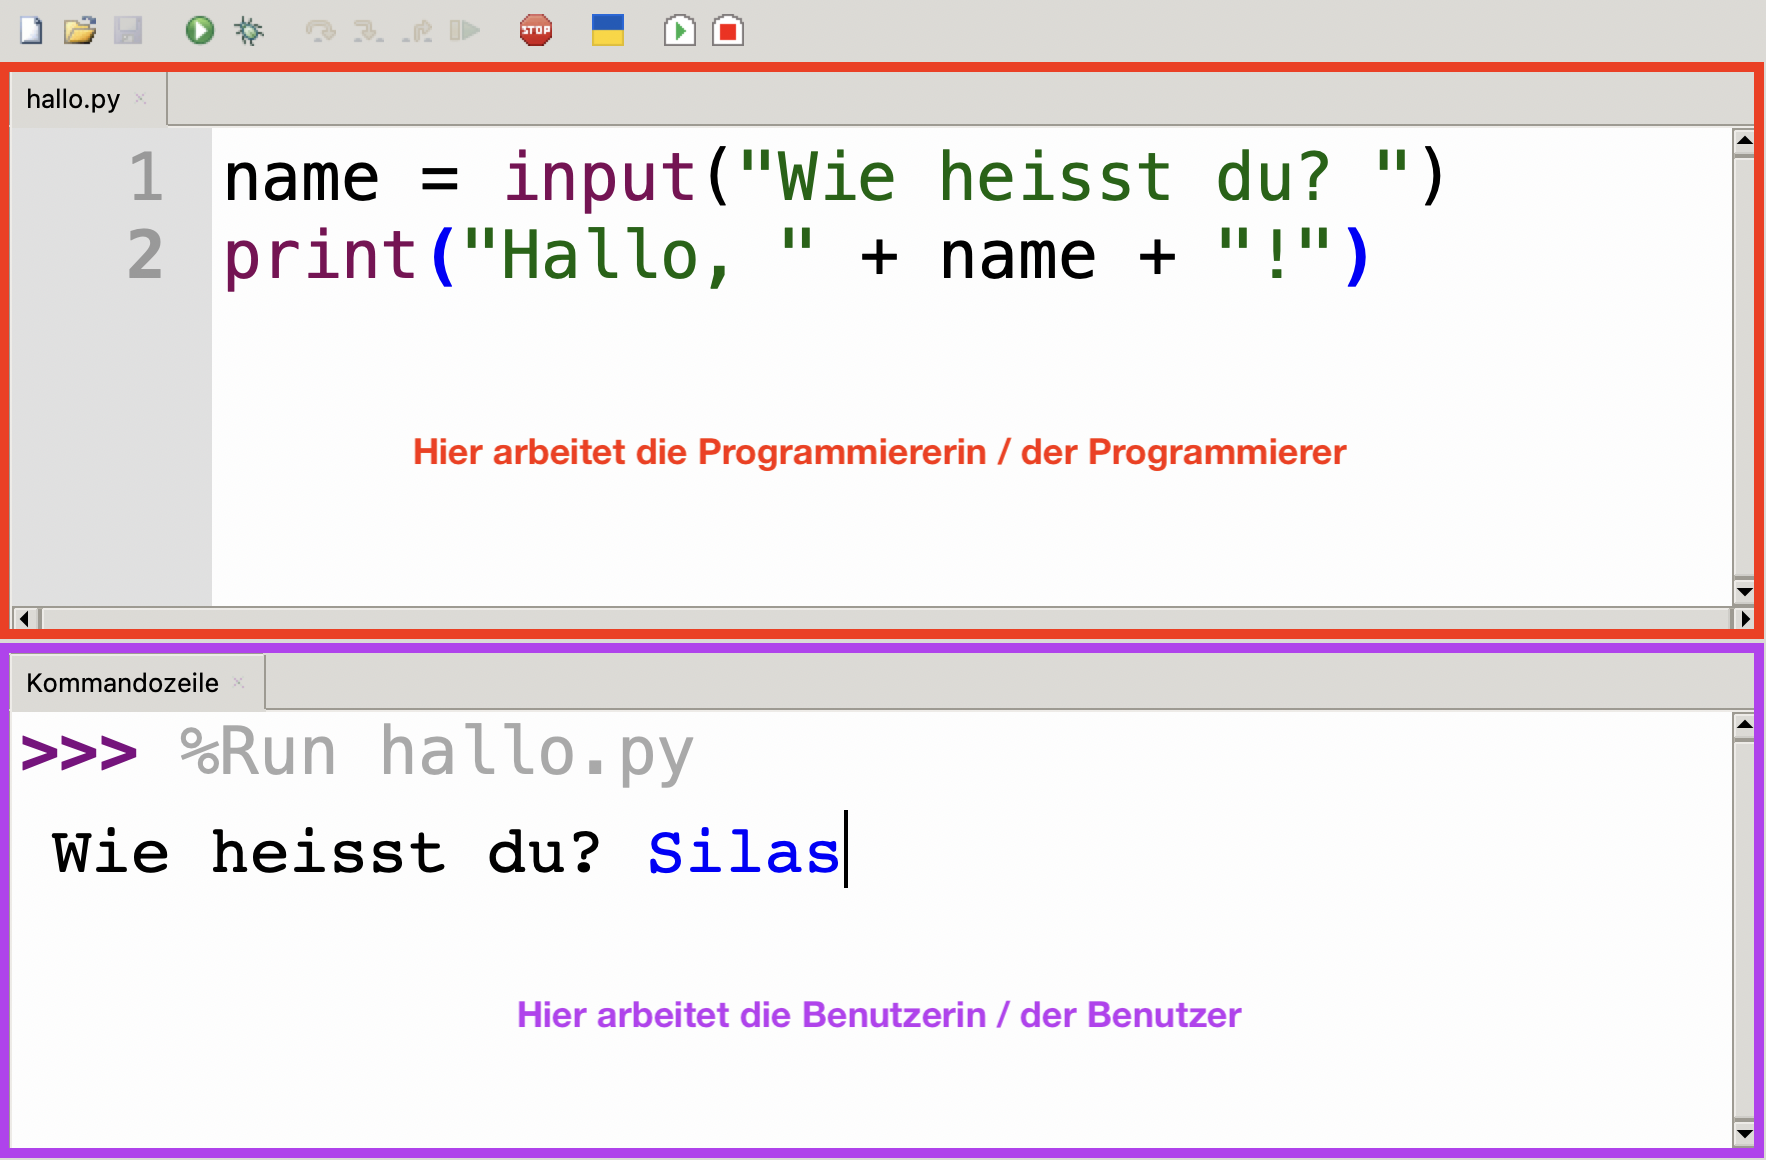 STOP
hallo.py
1 name = input("Wie heisst du? ")
2 print("Hallo, " + name + "!")
Hier arbeitet die Programmiererin / der Programmierer
Kommandozeile
>>> %Run hallo.py
Wie heisst du? Silas
Hier arbeitet die Benutzerin / der Benutzer